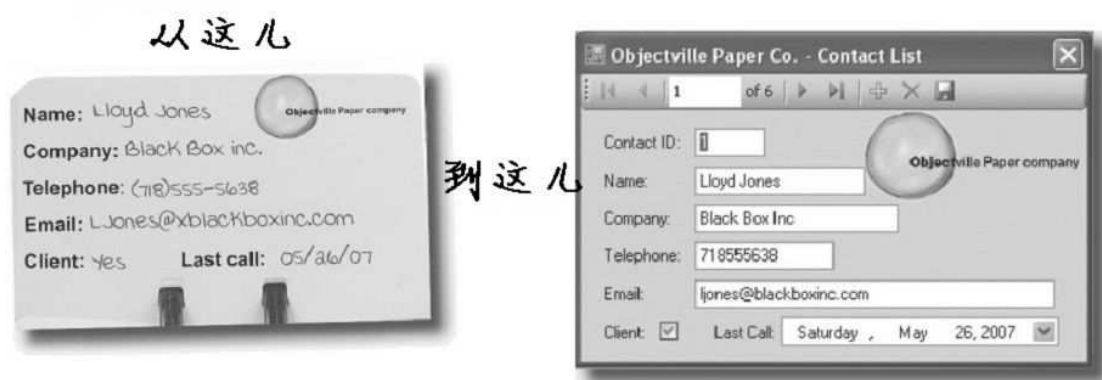 从这儿
Name: Lloyd Jones
Objectville Paper company
Company: Black Box inc.
Telephone: (718)555-5638
Email: LJones@xblackboxinc.com
Client: Yes Last call: 05/26/07
到这儿
Objectville Paper Co. - Contact List
1 of 6
Contact ID: 1
Objectville Paper company
Name: Lloyd Jones
Company: Black Box Inc
Telephone: 718555638
Email: ljones@blackboxinc.com
Client: Last Call: Saturday , May 26, 2007